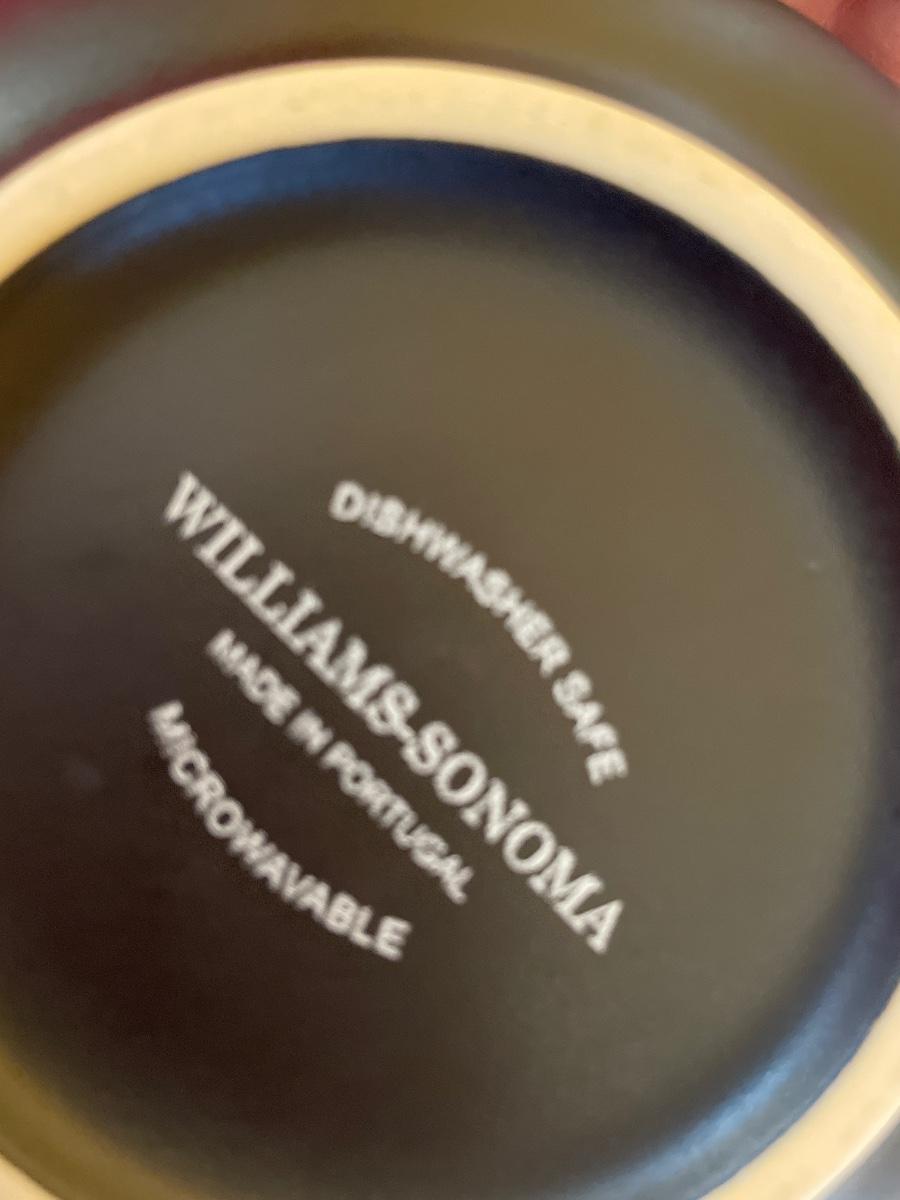 DISHWASHER SAFE
WILLIAMS-SONOMA
MADE IN PORTUGAL
MICROWAVABLE